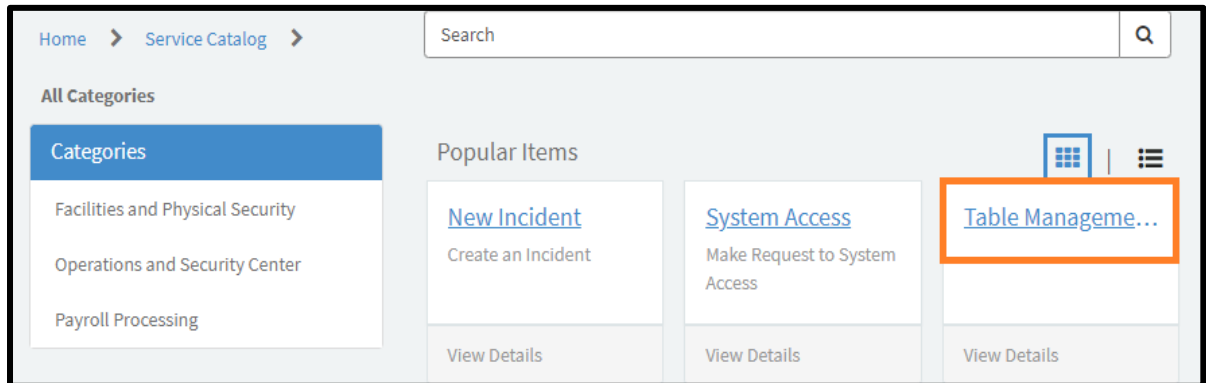 Home > Service Catalog >
Search
All Categories
Categories
Facilities and Physical Security
Operations and Security Center
Payroll Processing
Popular Items
|
New Incident
Create an Incident
View Details
System Access
Make Request to System
Access
View Details
Table Manageme...
View Details